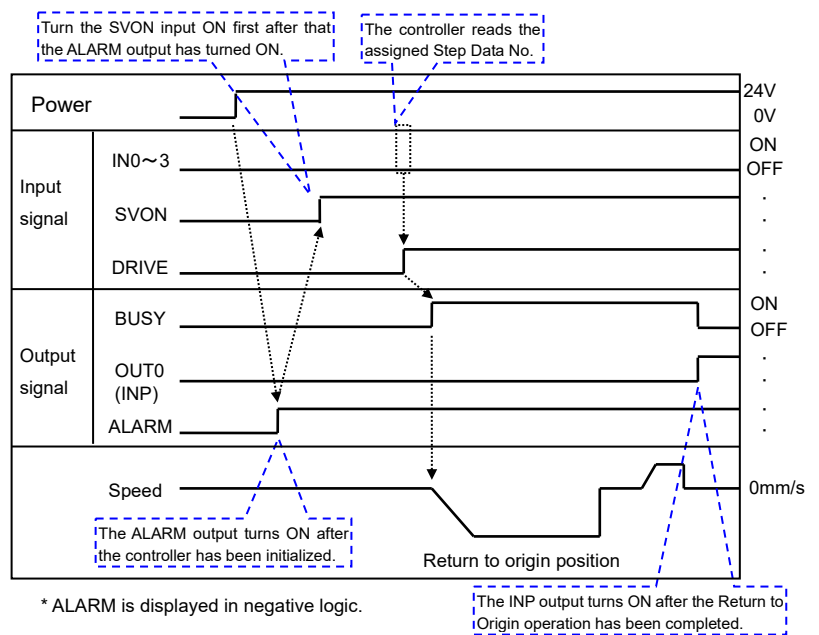 Turn the SVON input ON first after that
the ALARM output has turned ON.
The controller reads the
assigned Step Data No.
Power
24V
0V
Input
signal
IN0～3
ON
OFF
SVON
.
.
DRIVE
.
.
Output
signal
BUSY
ON
OFF
OUT0
(INP)
.
.
ALARM
.
.
Speed
0mm/s
The ALARM output turns ON after
the controller has been initialized.
Return to origin position
* ALARM is displayed in negative logic.
The INP output turns ON after the Return to
Origin operation has been completed.